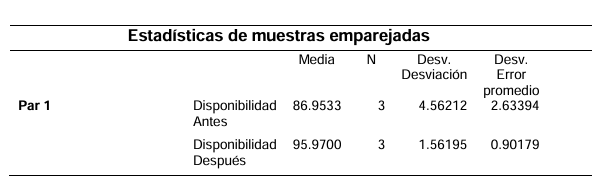 Estadísticas de muestras emparejadas
Media N Desv. Desviación Desv. Error promedio
Par 1 Disponibilidad Antes 86.9533 3 4.56212 2.63394
Disponibilidad Después 95.9700 3 1.56195 0.90179